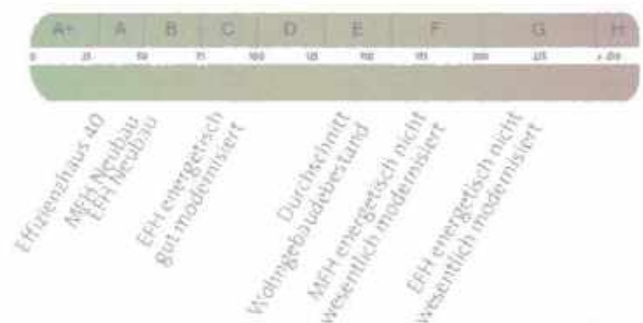 A+ A B C D E F G H
0 25 50 75 100 125 150 175 200 225 > 250
Effizienzhaus 40
MFH Neubau
EFH Neubau
EFH energetisch
gut modernisiert
Durchschnitt
Wohngebäudebestand
MFH energetisch nicht
wesentlich modernisiert
EFH energetisch nicht
wesentlich modernisiert